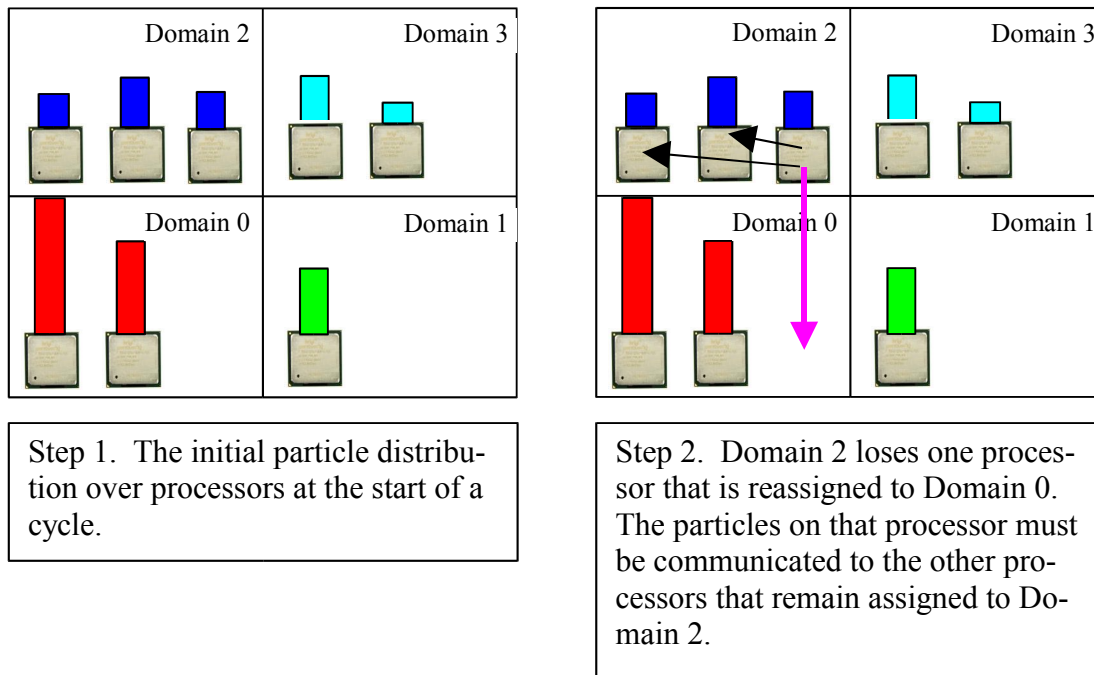 Domain 2
Domain 3
Domain 0
Domain 1
Step 1. The initial particle distribu-
tion over processors at the start of a
cycle.
Domain 2
Domain 3
Domain 0
Domain 1
Step 2. Domain 2 loses one proces-
sor that is reassigned to Domain 0.
The particles on that processor must
be communicated to the other pro-
cessors that remain assigned to Do-
main 2.